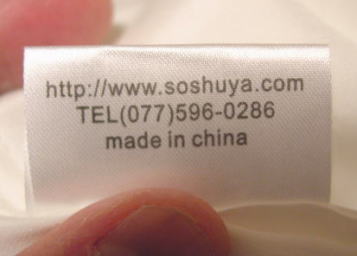 http://www.soshuya.com
TEL(077)596-0286
made in china